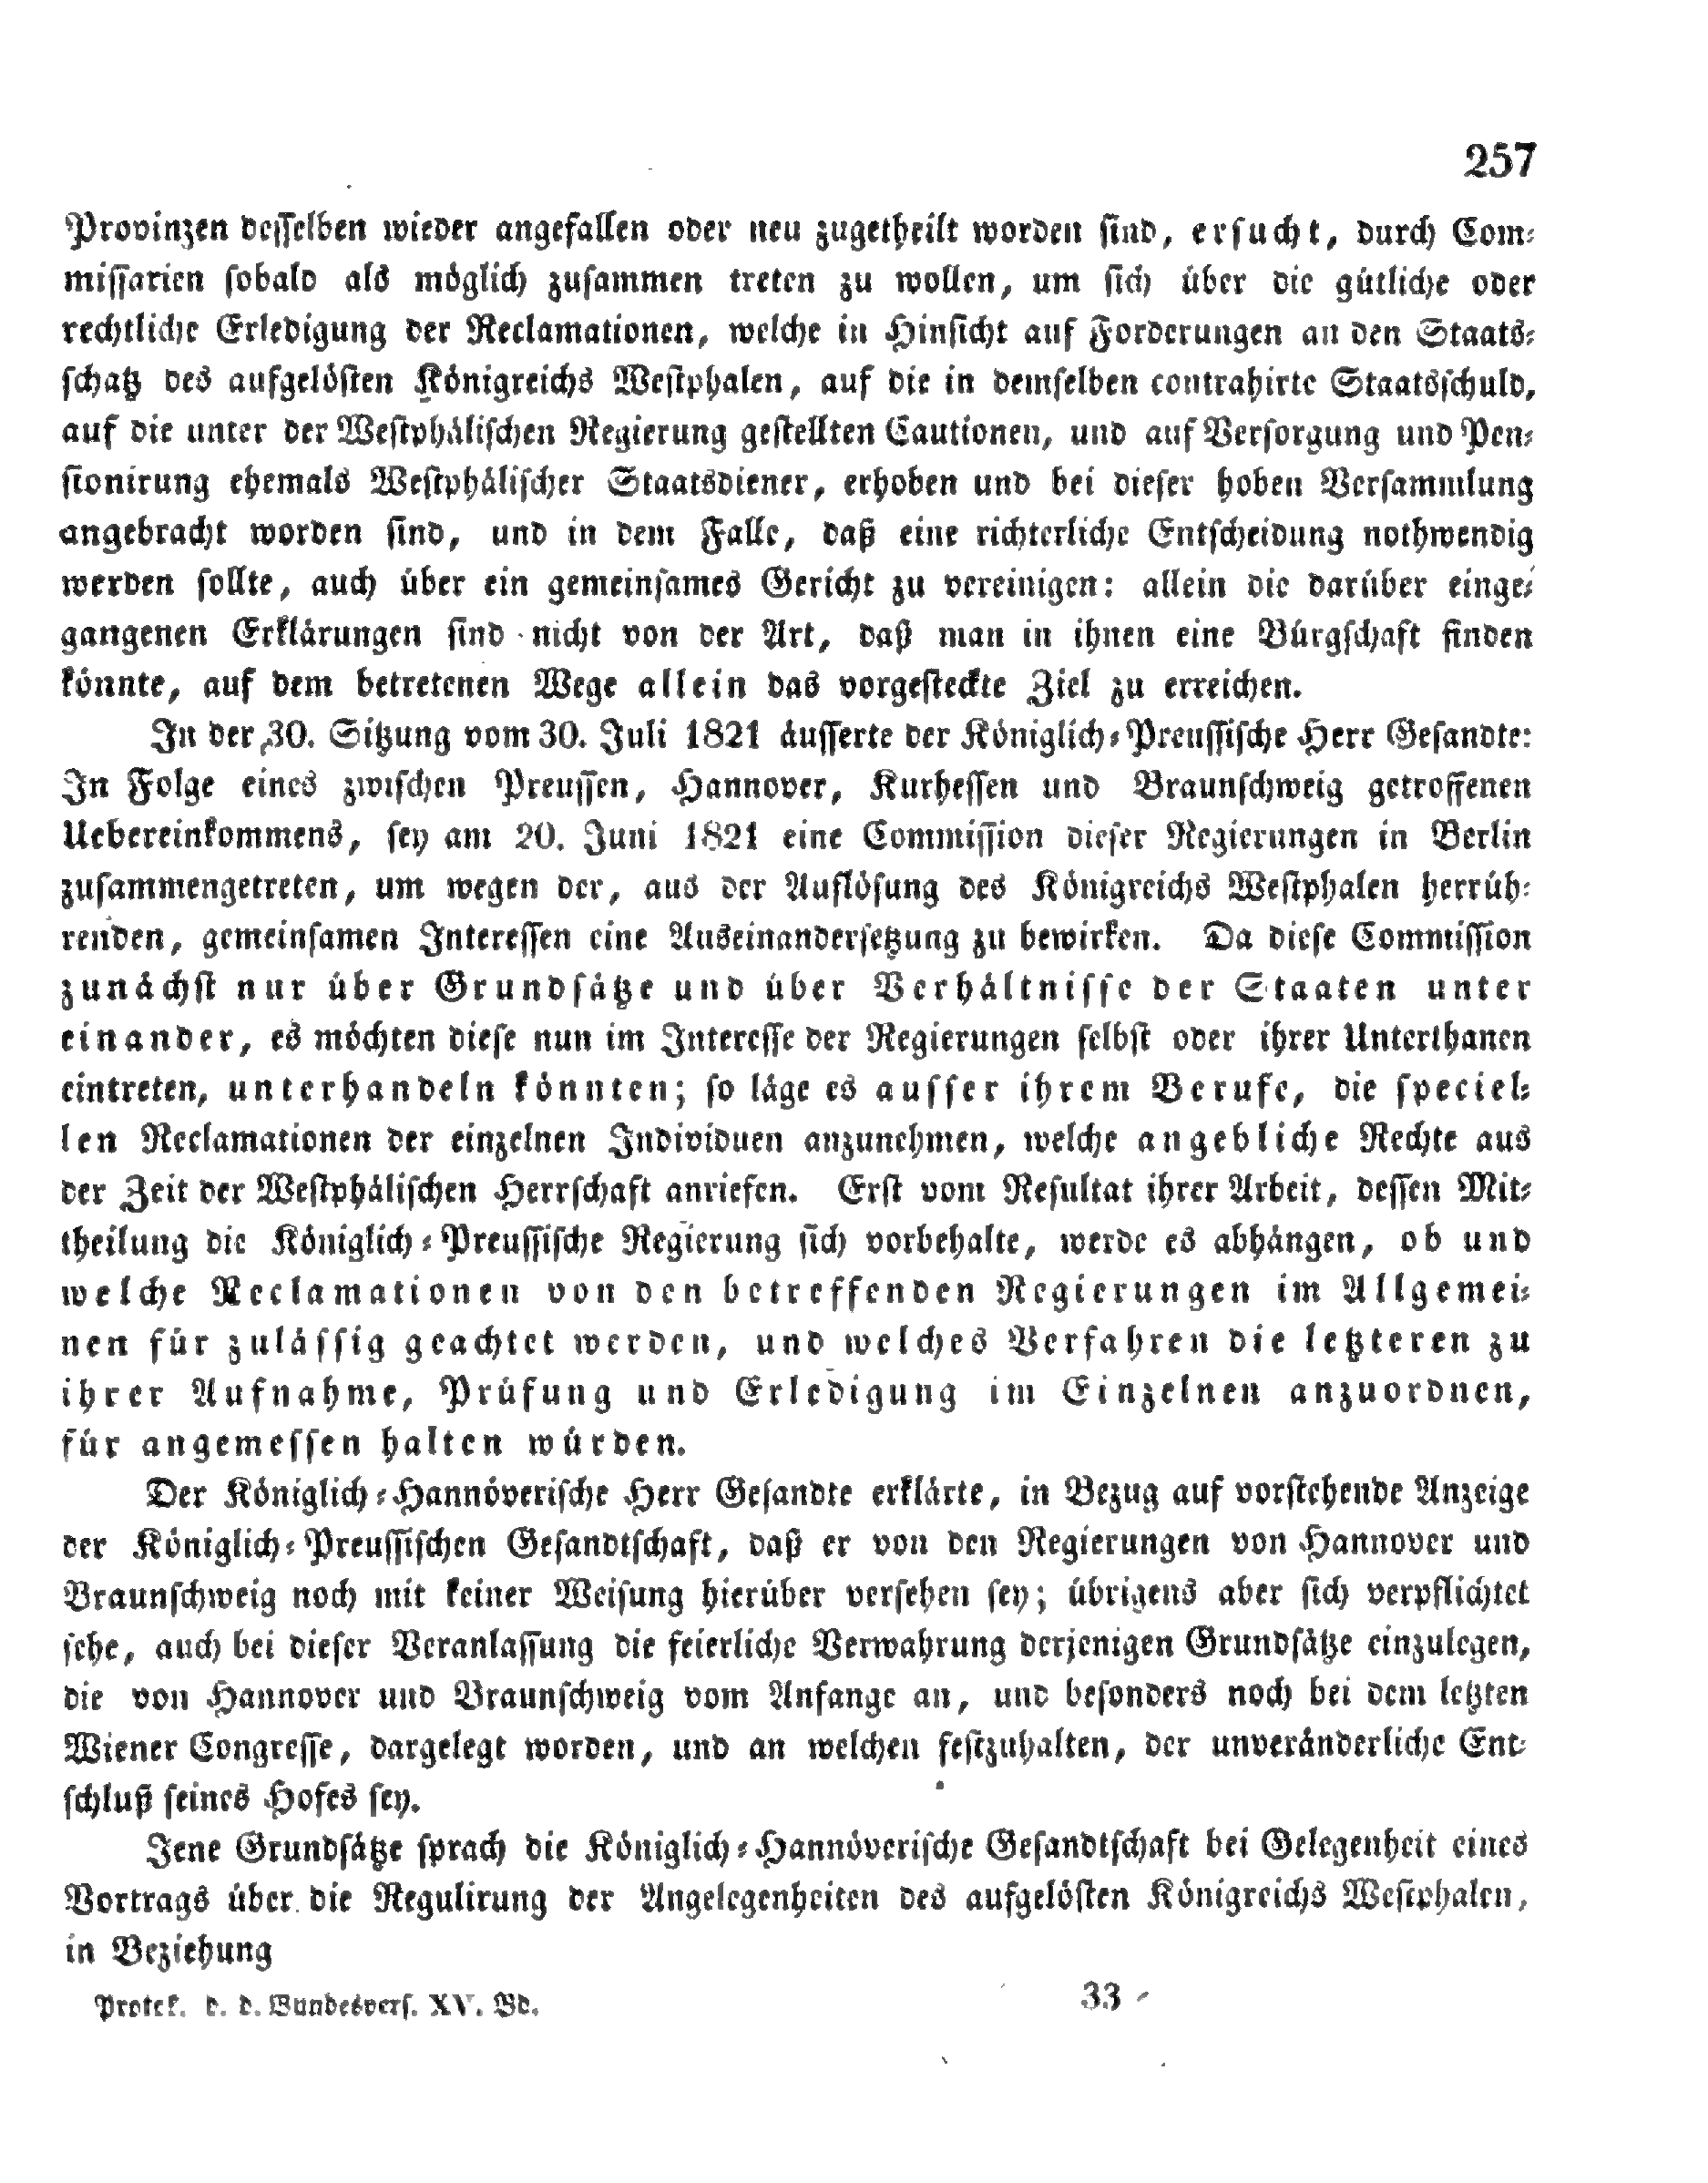 257
Provinzen desselben wieder angefallen oder neu zugetheilt worden sind, ersucht, durch Com-
missarien sobald als möglich zusammen treten zu wollen, um sich über die gütliche oder
rechtliche Erledigung der Reclamationen, welche in Hinsicht auf Forderungen an den Staats-
schatz des aufgelösten Königreichs Westphalen, auf die in demselben contrahirte Staatsschuld,
auf die unter der Westphälischen Regierung gestellten Cautionen, und auf Versorgung und Pen-
sionirung ehemals Westphälischer Staatsdiener, erhoben und bei dieser hohen Versammlung
angebracht worden sind, und in dem Falle, daß eine richterliche Entscheidung nothwendig
werden sollte, auch über ein gemeinsames Gericht zu vereinigen: allein die darüber einge-
gangenen Erklärungen sind nicht von der Art, daß man in ihnen eine Bürgschaft finden
könnte, auf dem betretenen Wege allein das vorgesteckte Ziel zu erreichen.
In der 30. Sitzung vom 30. Juli 1821 äusserte der Königlich-Preussische Herr Gesandte:
In Folge eines zwischen Preussen, Hannover, Kurhessen und Braunschweig getroffenen
Uebereinkommens, sey am 20. Juni 1821 eine Commission dieser Regierungen in Berlin
zusammengetreten, um wegen der, aus der Auflösung des Königreichs Westphalen herrüh-
renden, gemeinsamen Interessen eine Auseinandersetzung zu bewirken. Da diese Commission
zunächst nur über Grundsätze und über Verhältnisse der Staaten unter
einander, es möchten diese nun im Interesse der Regierungen selbst oder ihrer Unterthanen
eintreten, unterhandeln könnten; so läge es ausser ihrem Berufe, die speciel-
len Reclamationen der einzelnen Individuen anzunehmen, welche angebliche Rechte aus
der Zeit der Westphälischen Herrschaft anriefen. Erst vom Resultat ihrer Arbeit, dessen Mit-
theilung die Königlich-Preussische Regierung sich vorbehalte, werde es abhängen, ob und
welche Reclamationen von den betreffenden Regierungen im Allgemei-
nen für zulässig geachtet werden, und welches Verfahren die letzteren zu
ihrer Aufnahme, Prüfung und Erledigung im Einzelnen anzuordnen,
für angemessen halten würden.
Der Königlich-Hannöverische Herr Gesandte erklärte, in Bezug auf vorstehende Anzeige
der Königlich-Preussischen Gesandtschaft, daß er von den Regierungen von Hannover und
Braunschweig noch mit keiner Weisung hierüber versehen sey; übrigens aber sich verpflichtet
sehe, auch bei dieser Veranlassung die feierliche Verwahrung derjenigen Grundsätze einzulegen,
die von Hannover und Braunschweig vom Anfange an, und besonders noch bei dem letzten
Wiener Congresse, dargelegt worden, und an welchen festzuhalten, der unveränderliche Ent-
schluß seines Hofes sey.
Jene Grundsätze sprach die Königlich-Hannöverische Gesandtschaft bei Gelegenheit eines
Vortrags über die Regulirung der Angelegenheiten des aufgelösten Königreichs Westphalen,
in Beziehung
Protok. d. d. Bundesvers. XV. Bd.
33